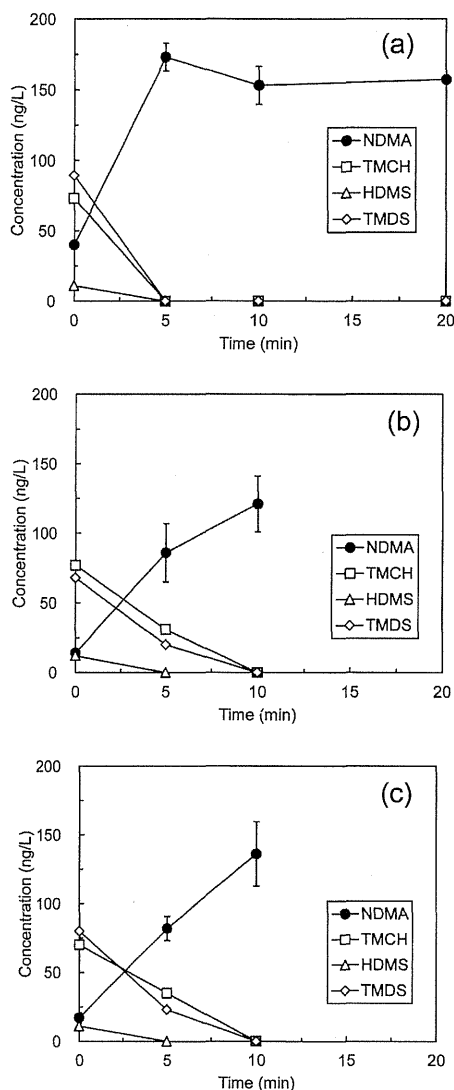 (a)
Concentration (ng/L)
200
150
100
50
0
NDMA
TMCH
HDMS
TMDS
0 5 10 15 20
Time (min)
(b)
Concentration (ng/L)
200
150
100
50
0
NDMA
TMCH
HDMS
TMDS
0 5 10 15 20
Time (min)
(c)
Concentration (ng/L)
200
150
100
50
0
NDMA
TMCH
HDMS
TMDS
0 5 10 15 20
Time (min)